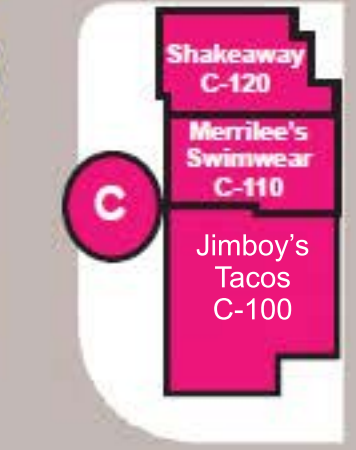 Shakeaway
C-120
Merrilee's
Swimwear
C-110
C
Jimboy's
Tacos
C-100